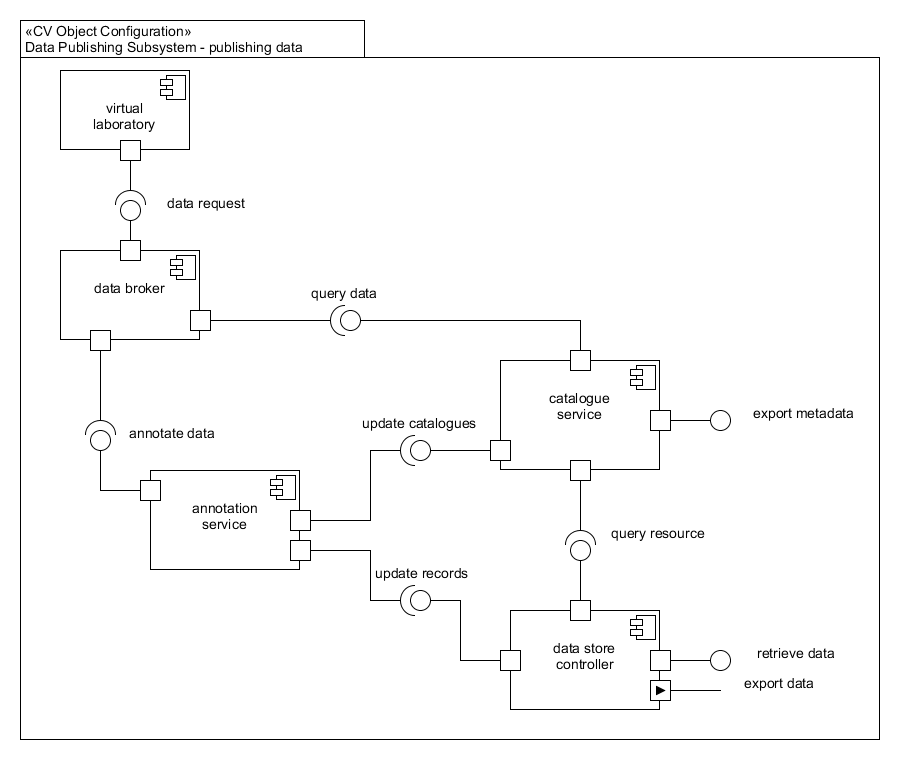 «CV Object Configuration»
Data Publishing Subsystem - publishing data
virtual
laboratory
data request
data broker
query data
catalogue
service
export metadata
update catalogues
annotate data
annotation
service
query resource
update records
data store
controller
retrieve data
export data